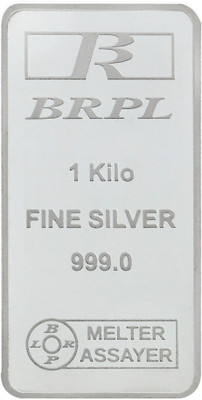 R
BRPL
1 Kilo
FINE SILVER
999.0
B
L O R
P
MELTER
ASSAYER